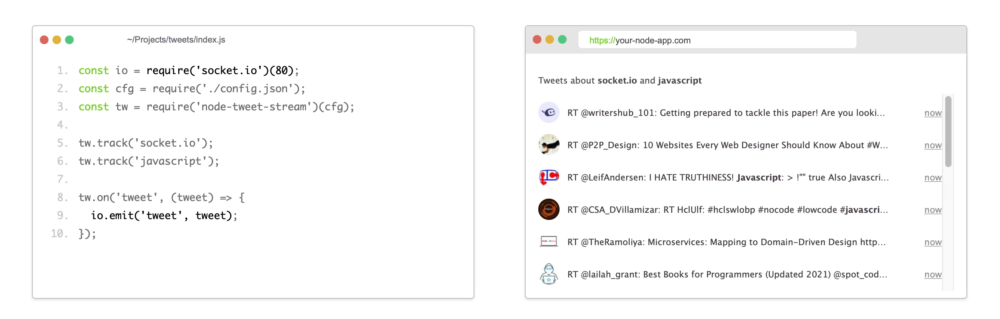 ~/Projects/tweets/index.js
1. const io = require('socket.io')(80);
2. const cfg = require('./config.json');
3. const tw = require('node-tweet-stream')(cfg);
4.
5. tw.track('socket.io');
6. tw.track('javascript');
7.
8. tw.on('tweet', (tweet) => {
9.   io.emit('tweet', tweet);
10. });
https://your-node-app.com
Tweets about socket.io and javascript
RT @writershub_101: Getting prepared to tackle this paper! Are you looki... now
RT @P2P_Design: 10 Websites Every Web Designer Should Know About #W... now
RT @LeifAndersen: I HATE TRUTHINESS! Javascript: > !"" true Also Javascri... now
RT @CSA_DVillamizar: RT HclUlf: #hclswlobp #nocode #lowcode #javascri... now
RT @TheRamoliya: Microservices: Mapping to Domain-Driven Design http... now
RT @lailah_grant: Best Books for Programmers (Updated 2021) @spot_cod... now